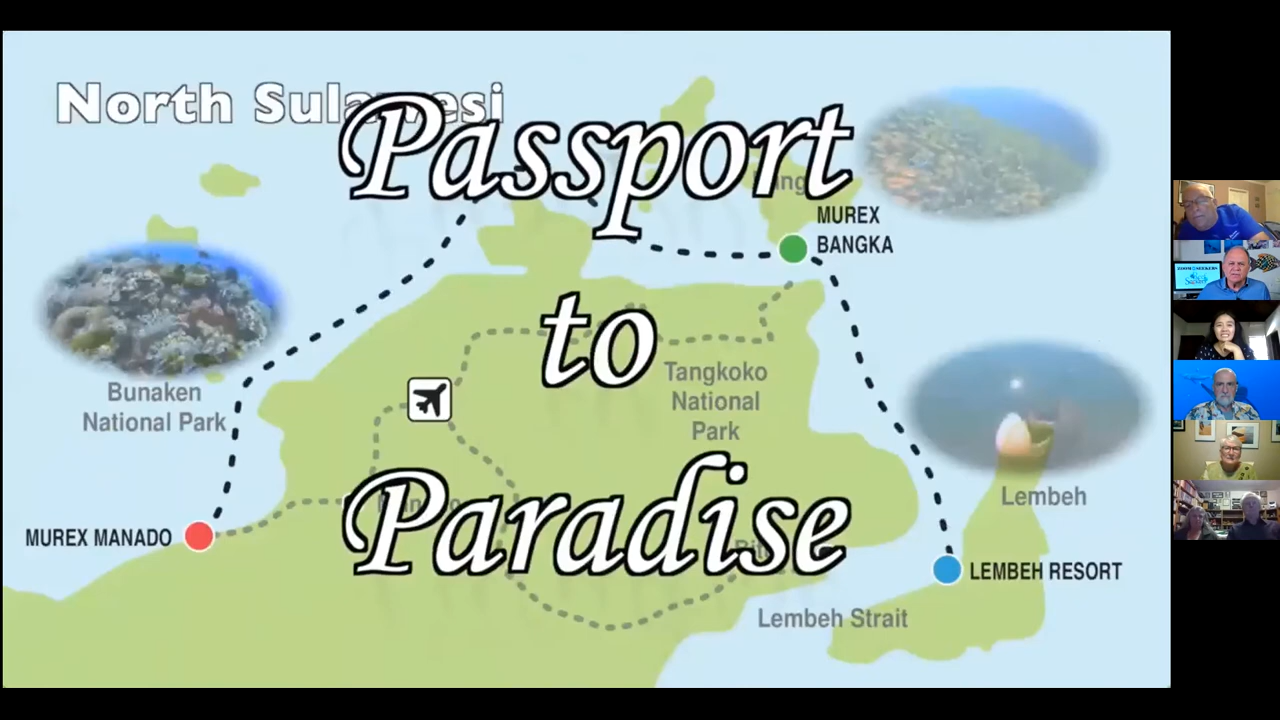 North Sulawesi
Passport
to
Paradise
MUREX
BANGKA
Bunaken
National Park
Tangkoko
National
Park
Lembeh
MUREX MANADO
LEMBEH RESORT
Lembeh Strait